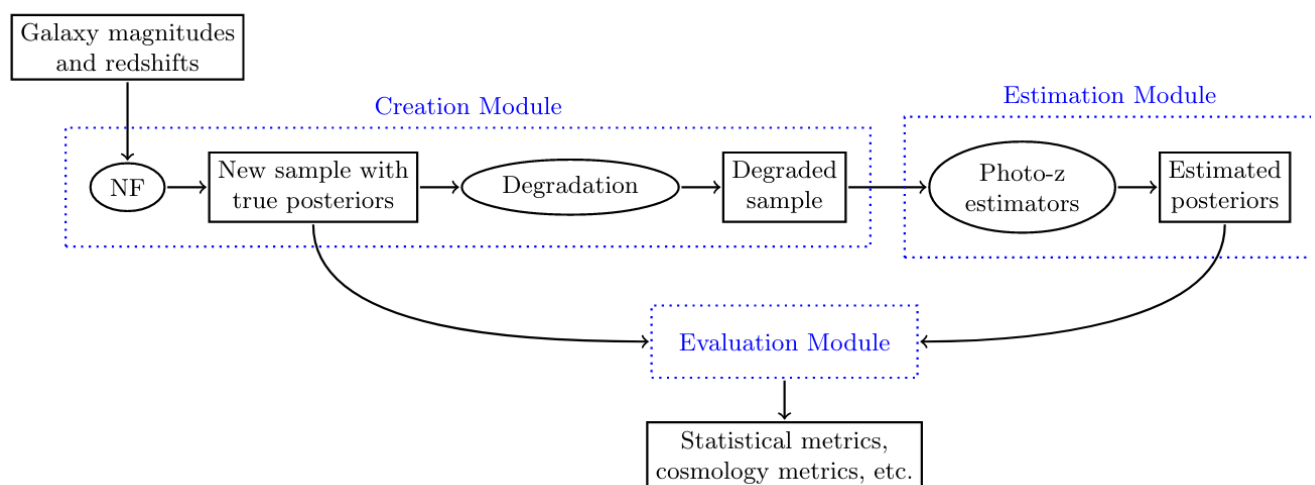 Galaxy magnitudes
and redshifts
Creation Module
Estimation Module
NF
New sample with
true posteriors
Degradation
Degraded
sample
Photo-z
estimators
Estimated
posteriors
Evaluation Module
Statistical metrics,
cosmology metrics, etc.